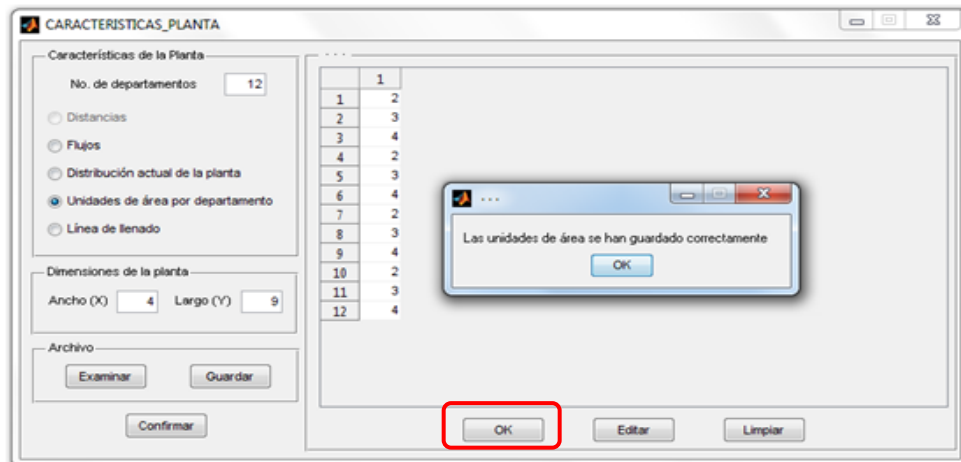 CARACTERISTICAS_PLANTA
Características de la Planta
No. de departamentos 12
Distancias
Flujos
Distribución actual de la planta
Unidades de área por departamento
Línea de llenado
Dimensiones de la planta
Ancho (X) 4 Largo (Y) 9
Archivo
Examinar Guardar
Confirmar
. . .
1
1 2
2 3
3 4
4 2
5 3
6 4
7 2
8 3
9 4
10 2
11 3
12 4
. . .
Las unidades de área se han guardado correctamente
OK
OK Editar Limpiar